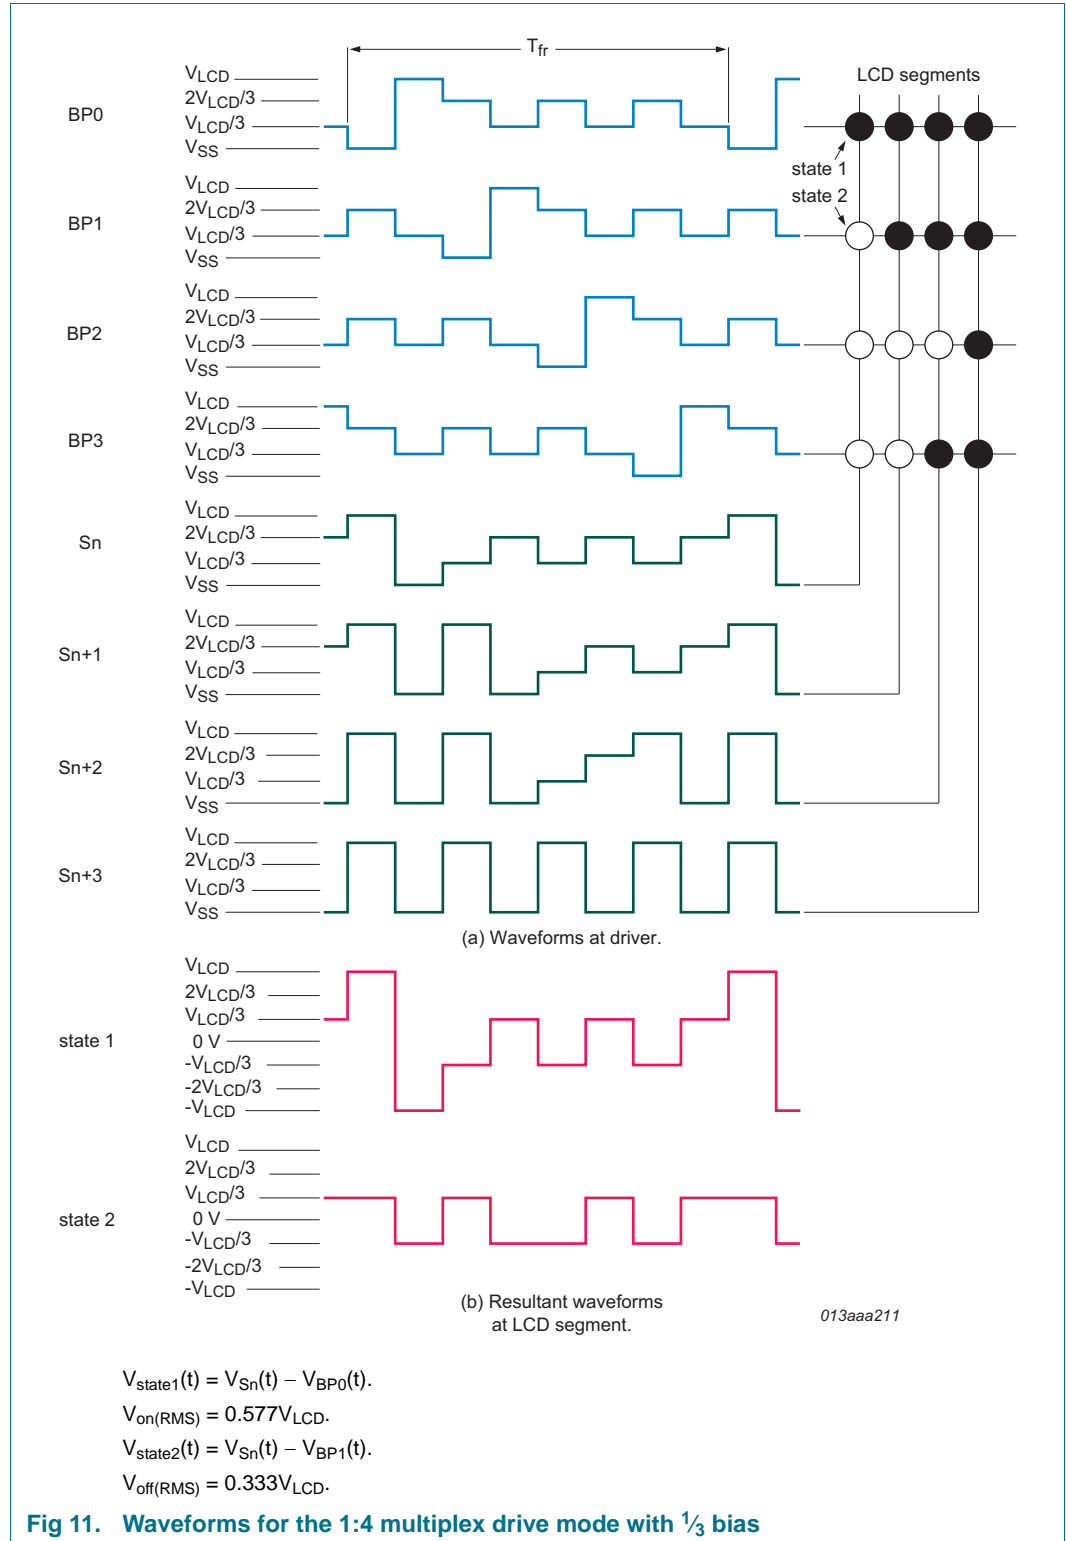 Tfr
VLCD
2VLCD/3
VLCD/3
VSS
BP0
LCD segments
state 1
state 2
VLCD
2VLCD/3
VLCD/3
VSS
BP1
VLCD
2VLCD/3
VLCD/3
VSS
BP2
VLCD
2VLCD/3
VLCD/3
VSS
BP3
VLCD
2VLCD/3
VLCD/3
VSS
Sn
VLCD
2VLCD/3
VLCD/3
VSS
Sn+1
VLCD
2VLCD/3
VLCD/3
VSS
Sn+2
VLCD
2VLCD/3
VLCD/3
VSS
Sn+3
(a) Waveforms at driver.
VLCD
2VLCD/3
VLCD/3
0 V
-VLCD/3
-2VLCD/3
-VLCD
state 1
VLCD
2VLCD/3
VLCD/3
0 V
-VLCD/3
-2VLCD/3
-VLCD
state 2
(b) Resultant waveforms
at LCD segment.
013aaa211
Vstate1(t) = VSn(t) − VBP0(t).
Von(RMS) = 0.577VLCD.
Vstate2(t) = VSn(t) − VBP1(t).
Voff(RMS) = 0.333VLCD.
Fig 11. Waveforms for the 1:4 multiplex drive mode with 1⁄3 bias